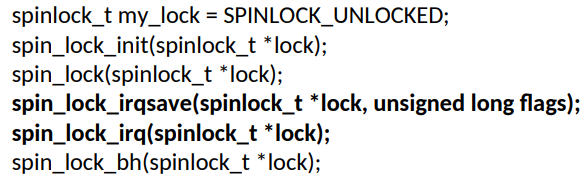 spinlock_t my_lock = SPINLOCK_UNLOCKED;
spin_lock_init(spinlock_t *lock);
spin_lock(spinlock_t *lock);
spin_lock_irqsave(spinlock_t *lock, unsigned long flags);
spin_lock_irq(spinlock_t *lock);
spin_lock_bh(spinlock_t *lock);